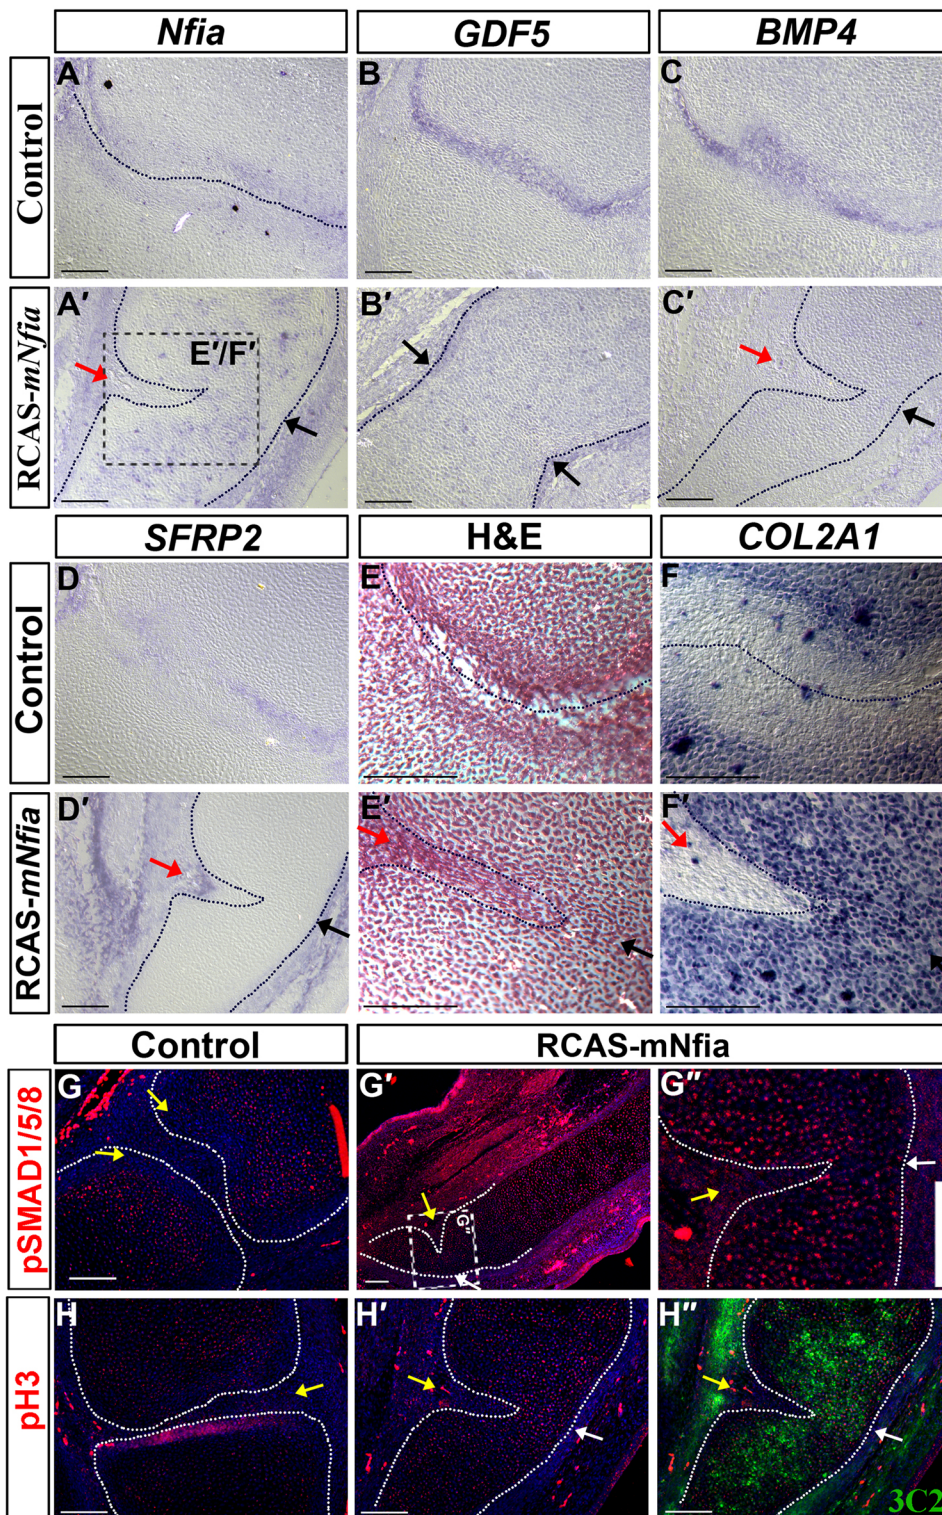 Nfia GDF5 BMP4
Control
A B C
RCAS-mNfia
A′ B′ C′
E′/F′
SFRP2 H&E COL2A1
Control
D E F
RCAS-mNfia
D′ E′ F′
Control RCAS-mNfia
pSMAD1/5/8
G G′ G″
G″
pH3
H H′ H″
3C2